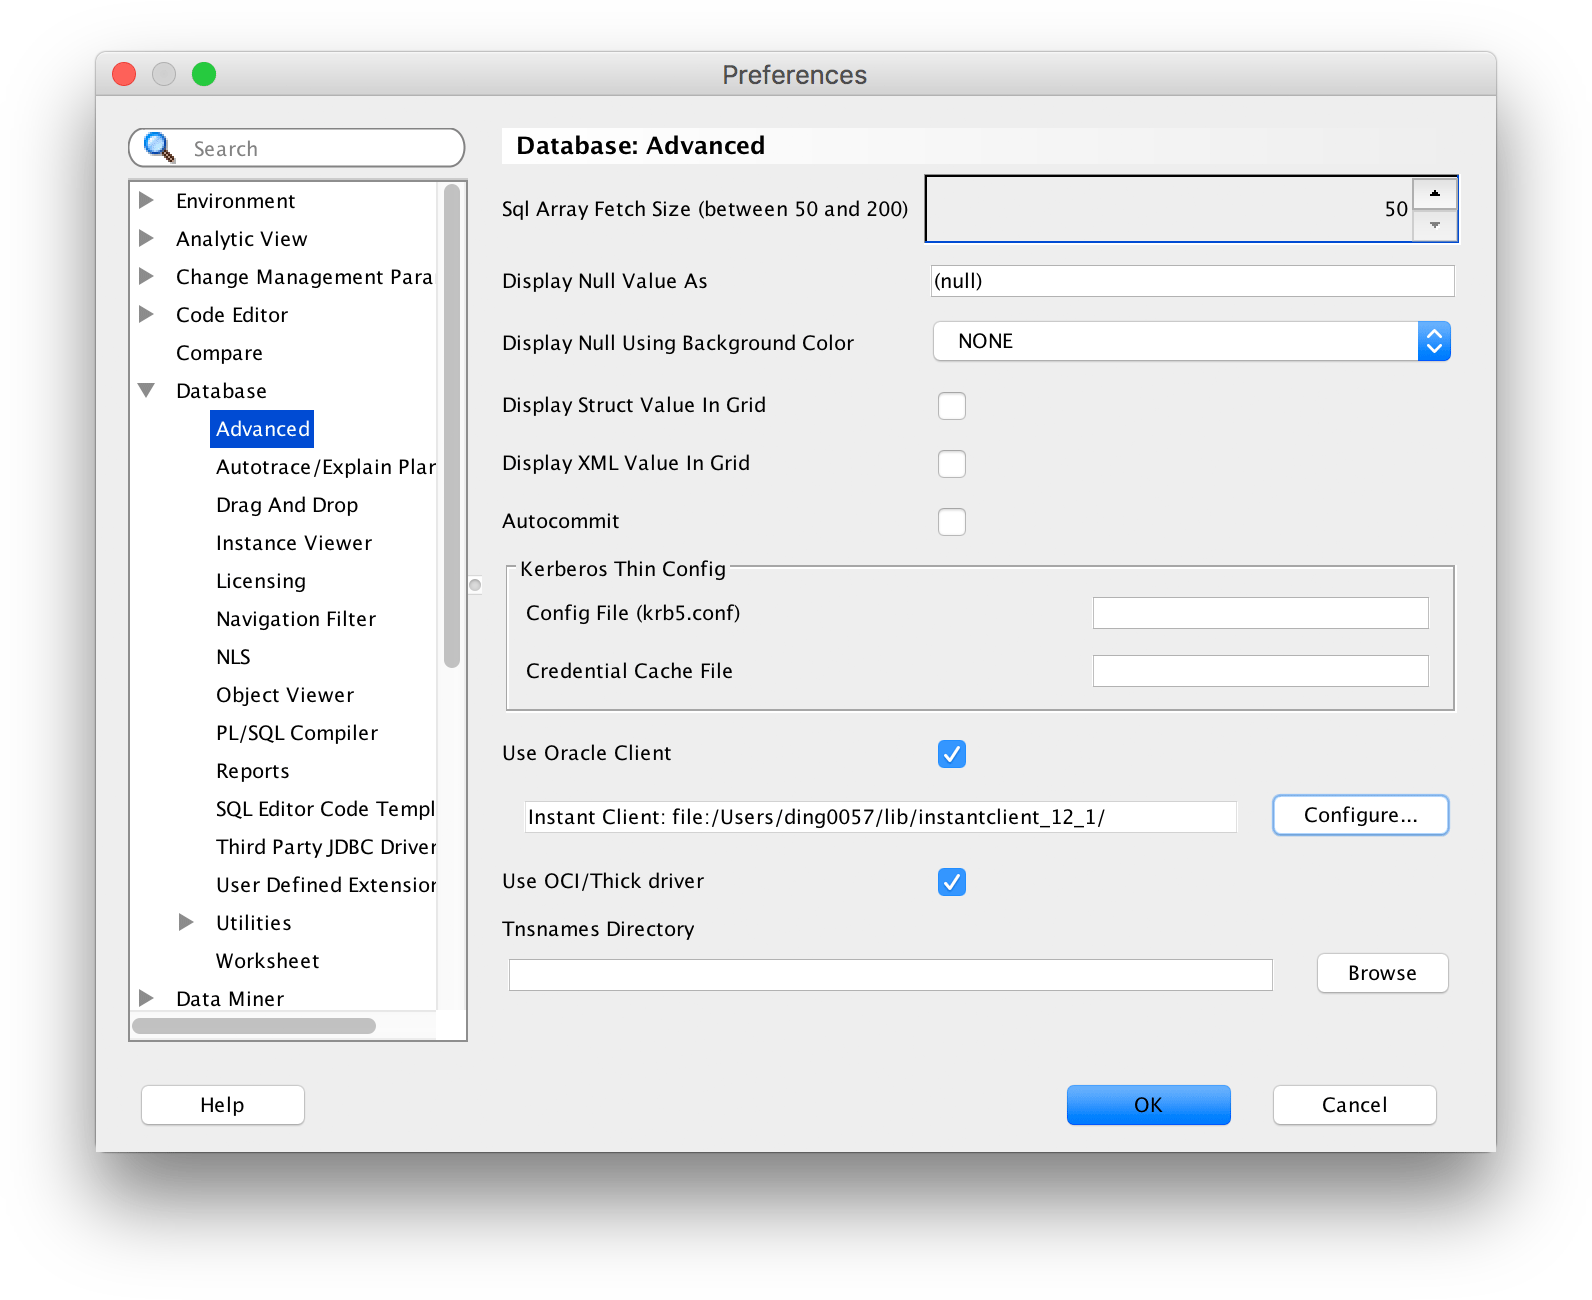 Preferences
Search
Environment
Analytic View
Change Management Para
Code Editor
Compare
Database
Advanced
Autotrace/Explain Plan
Drag And Drop
Instance Viewer
Licensing
Navigation Filter
NLS
Object Viewer
PL/SQL Compiler
Reports
SQL Editor Code Templ
Third Party JDBC Driver
User Defined Extension
Utilities
Worksheet
Data Miner
Database: Advanced
Sql Array Fetch Size (between 50 and 200)
50
Display Null Value As
(null)
Display Null Using Background Color
NONE
Display Struct Value In Grid
Display XML Value In Grid
Autocommit
Kerberos Thin Config
Config File (krb5.conf)
Credential Cache File
Use Oracle Client
Instant Client: file:/Users/ding0057/lib/instantclient_12_1/
Configure...
Use OCI/Thick driver
Tnsnames Directory
Browse
Help
OK
Cancel